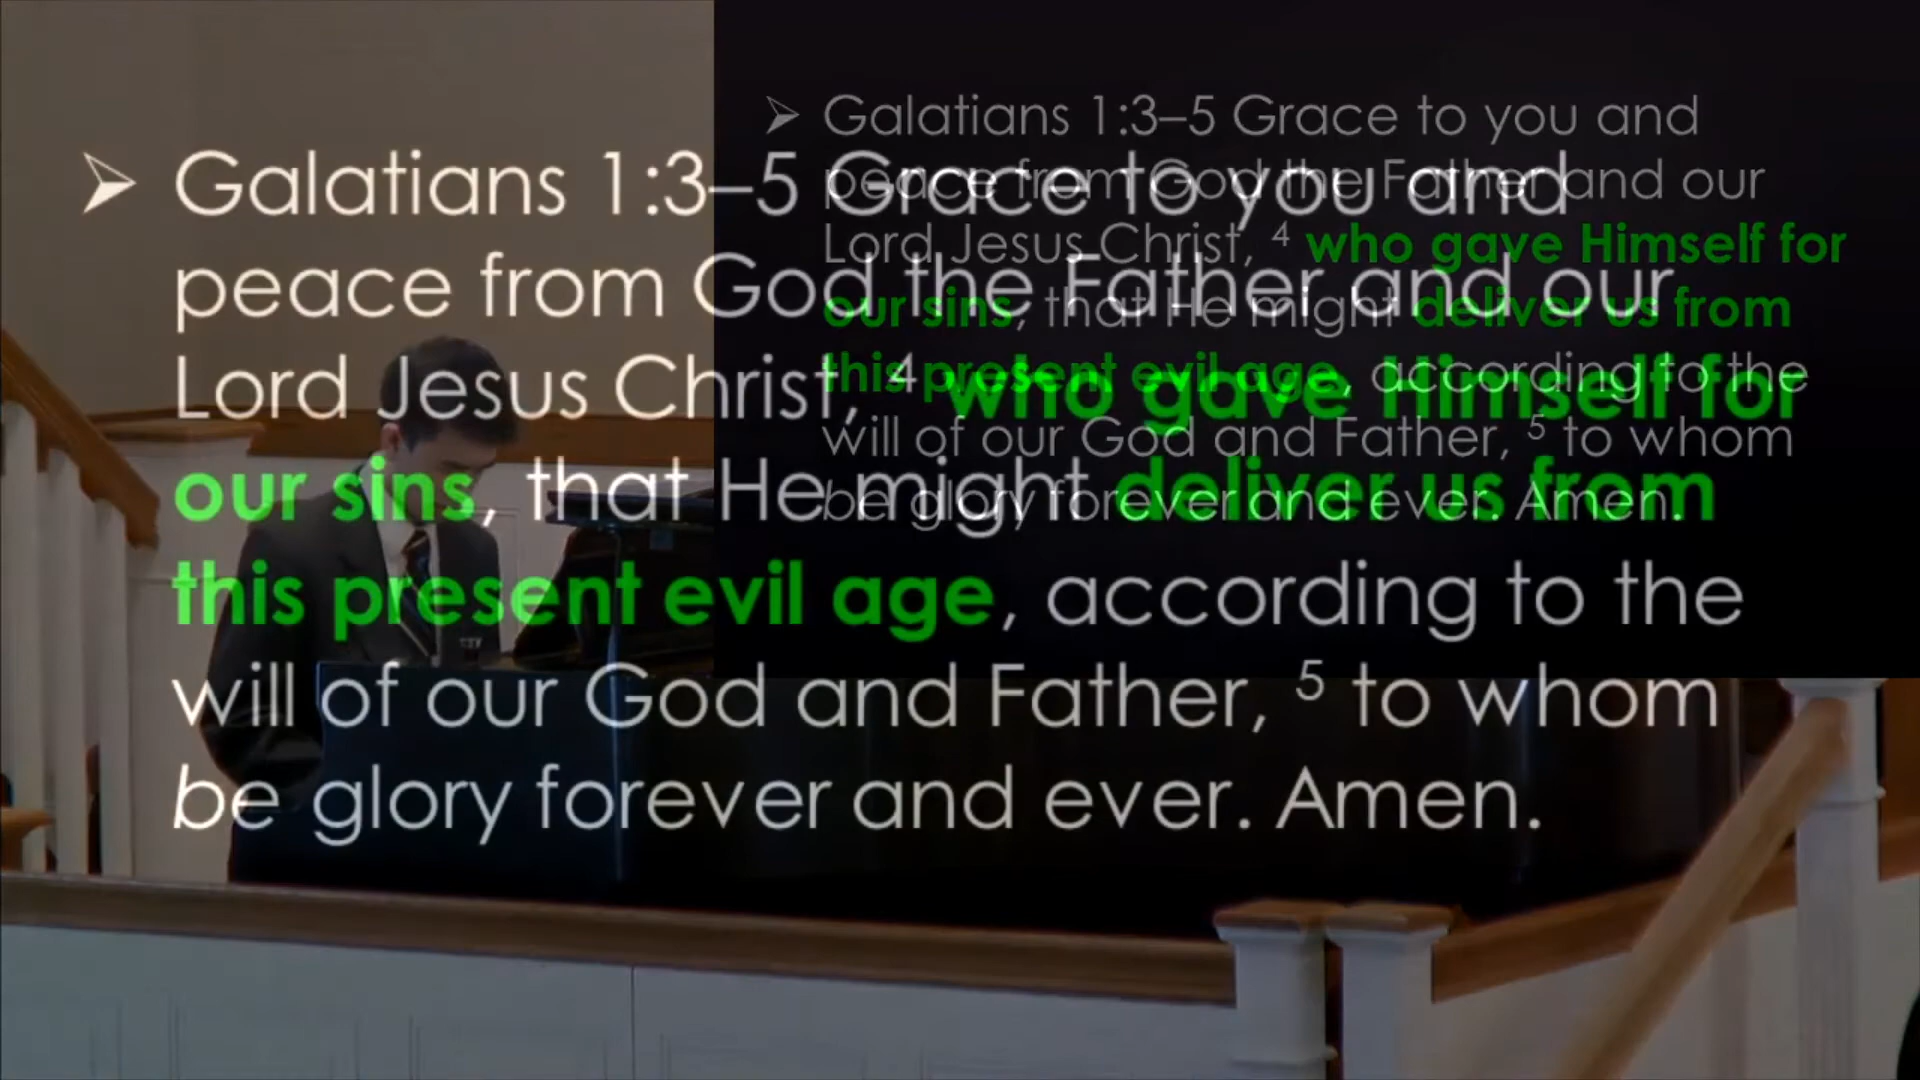 ➢ Galatians 1:3–5 Grace to you and
peace from God the Father and our
Lord Jesus Christ, ⁴ who gave Himself for
our sins, that He might deliver us from
this present evil age, according to the
will of our God and Father, ⁵ to whom
be glory forever and ever. Amen.
➢ Galatians 1:3–5 Grace to you and
peace from God the Father and our
Lord Jesus Christ, ⁴ who gave Himself for
our sins, that He might deliver us from
this present evil age, according to the
will of our God and Father, ⁵ to whom
be glory forever and ever. Amen.